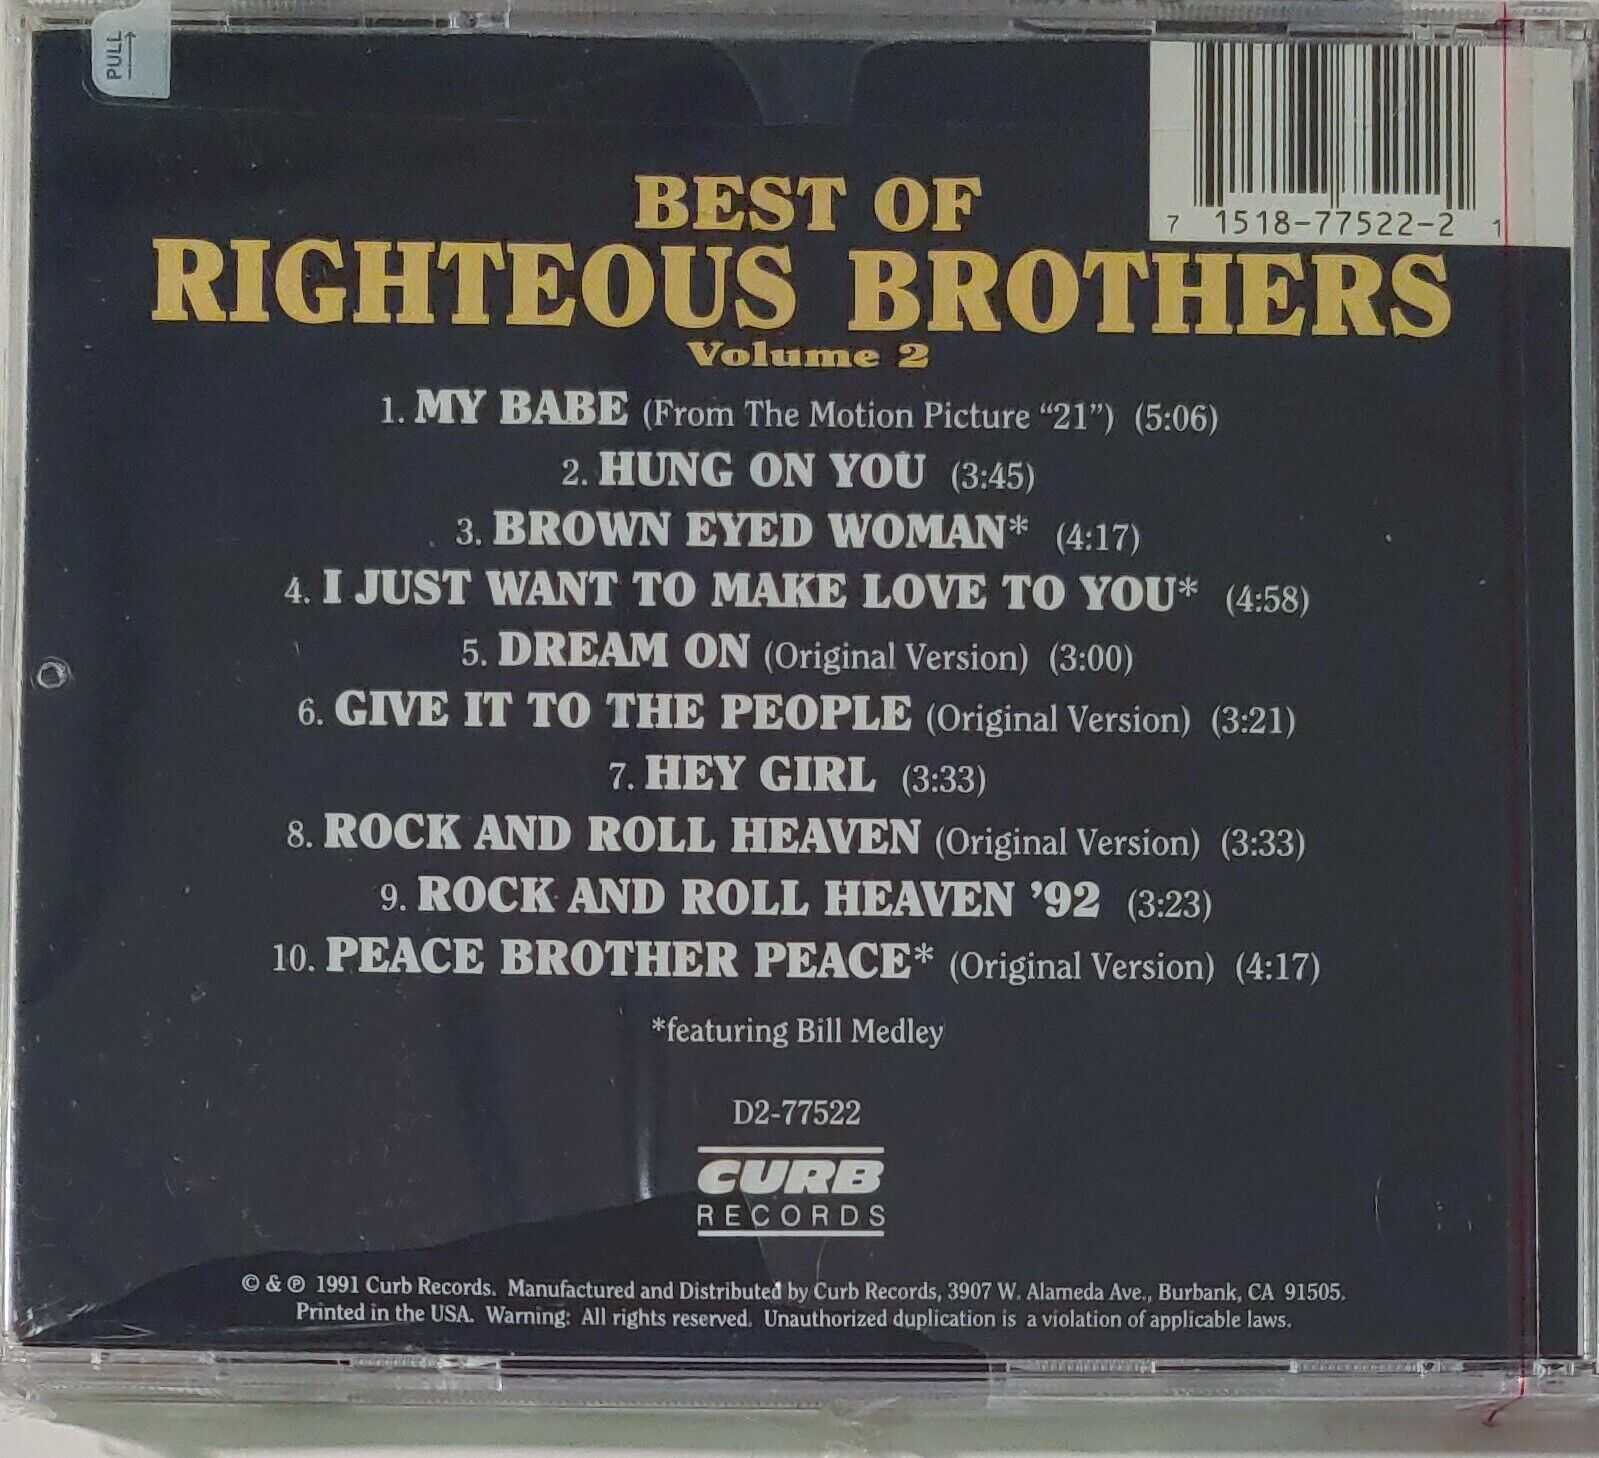 PULL
7 1518-77522-2 1
BEST OF
RIGHTEOUS BROTHERS
Volume 2
1. MY BABE (From The Motion Picture “21”) (5:06)
2. HUNG ON YOU (3:45)
3. BROWN EYED WOMAN* (4:17)
4. I JUST WANT TO MAKE LOVE TO YOU* (4:58)
5. DREAM ON (Original Version) (3:00)
6. GIVE IT TO THE PEOPLE (Original Version) (3:21)
7. HEY GIRL (3:33)
8. ROCK AND ROLL HEAVEN (Original Version) (3:33)
9. ROCK AND ROLL HEAVEN ’92 (3:23)
10. PEACE BROTHER PEACE* (Original Version) (4:17)
*featuring Bill Medley
D2-77522
CURB
RECORDS
© & ℗ 1991 Curb Records. Manufactured and Distributed by Curb Records, 3907 W. Alameda Ave., Burbank, CA 91505.
Printed in the USA. Warning: All rights reserved. Unauthorized duplication is a violation of applicable laws.